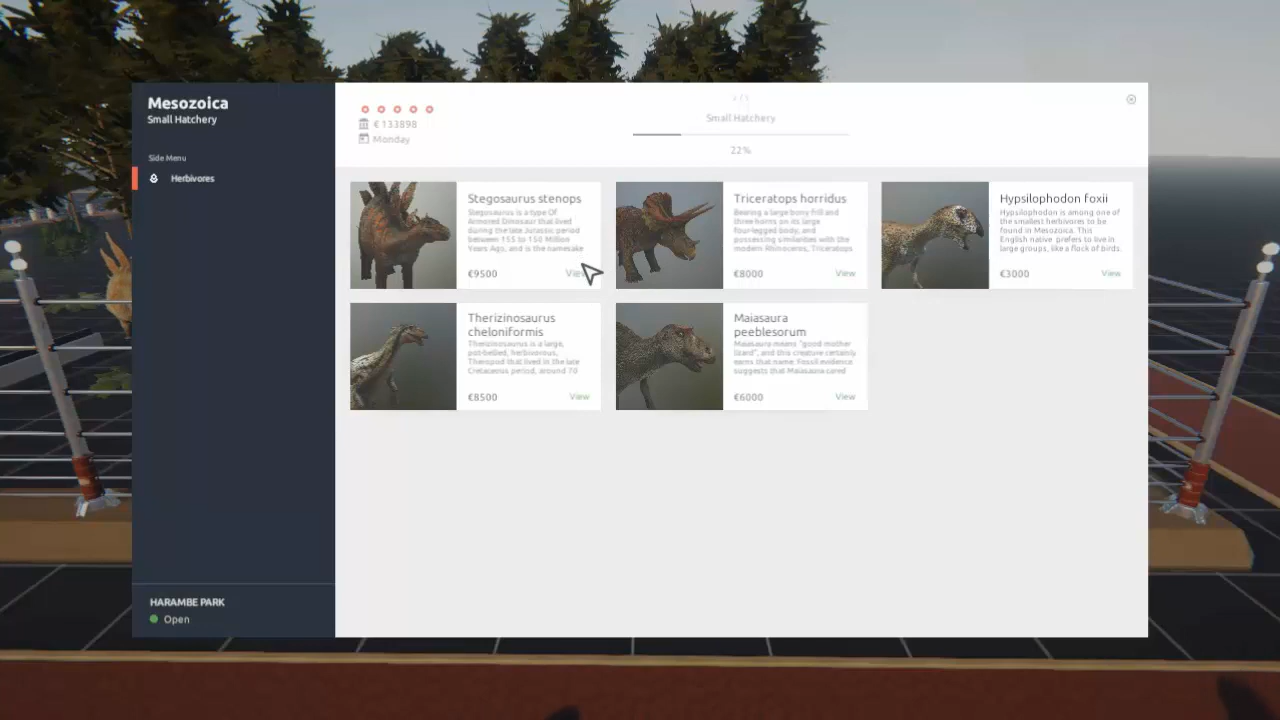 Mesozoica
Small Hatchery
Side Menu
Herbivores
HARAMBE PARK
Open
€ 133898
Monday
Small Hatchery
22%
Stegosaurus stenops
Stegosaurus is a type Of
Armored Dinosaur that lived
during the late Jurassic period
between 155 to 150 Million
Years Ago, and is the namesake
€9500
View
Triceratops horridus
Bearing a large bony frill and
three horns on its large
four-legged body, and
possessing similarities with the
modern Rhinoceros, Triceratops
€8000
View
Hypsilophodon foxii
Hypsilophodon is among one of
the smallest herbivores to be
found in Mesozoica. This
English native prefers to live in
large groups, like a flock of birds.
€3000
View
Therizinosaurus
cheloniformis
Therizinosaurus is a large,
pot-bellied, herbivorous,
Theropod that lived in the late
Cretaceous period, around 70
€8500
View
Maiasaura
peeblesorum
Maiasaura means "good mother
lizard", and this creature certainly
earns that name. Fossil evidence
suggests that Maiasaura cared
€6000
View